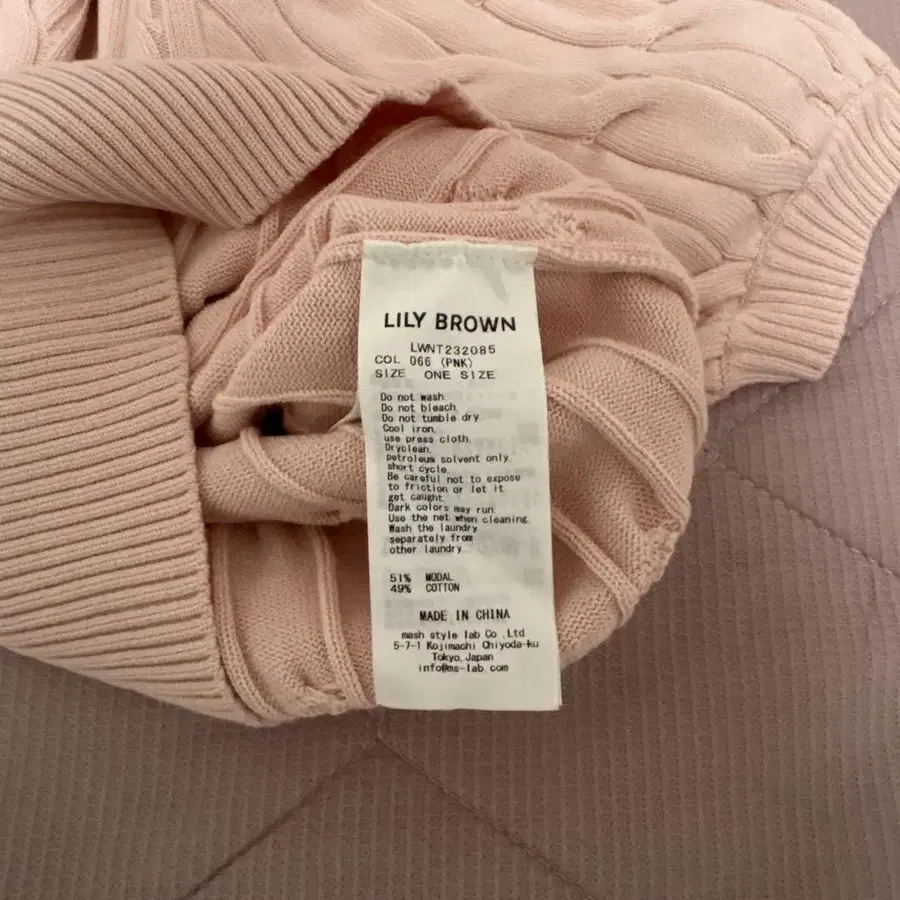 LILY BROWN
LWNT232085
COL 066 (PNK)
SIZE ONE SIZE
Do not wash.
Do not bleach.
Do not tumble dry.
Cool iron.
use press cloth.
Dryclean.
petroleum solvent only.
short cycle.
Be careful not to expose
to friction or let it
get caught.
Dark colors may run.
Use the net when cleaning.
Wash the laundry
separately from
other laundry.
51% MODAL
49% COTTON
MADE IN CHINA
mash style lab Co.,Ltd.
5-7-1 Kojimachi Chiyoda-ku
Tokyo,Japan
info@ms-lab.com